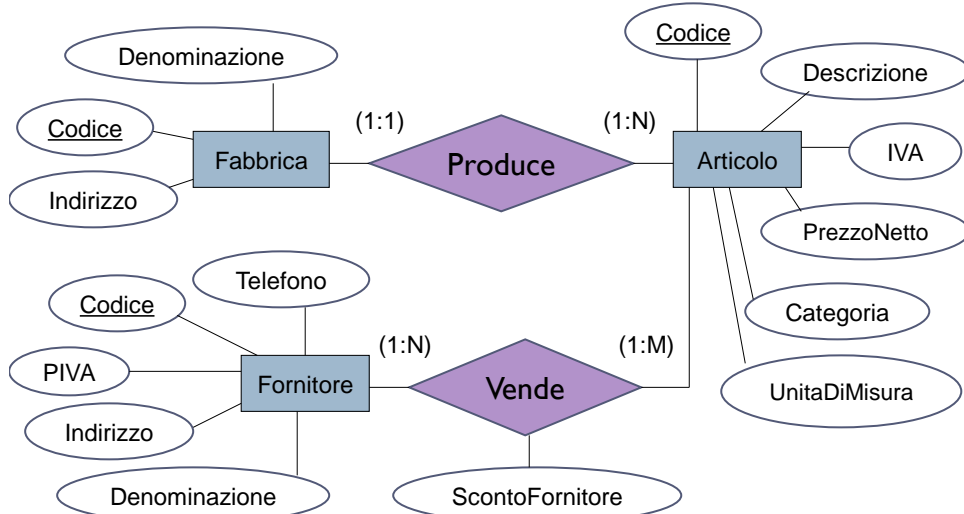 Codice
Denominazione
Descrizione
Codice
(1:1)
(1:N)
Fabbrica
Produce
Articolo
IVA
Indirizzo
PrezzoNetto
Telefono
Codice
Categoria
(1:N)
(1:M)
PIVA
Fornitore
Vende
UnitaDiMisura
Indirizzo
Denominazione
ScontoFornitore